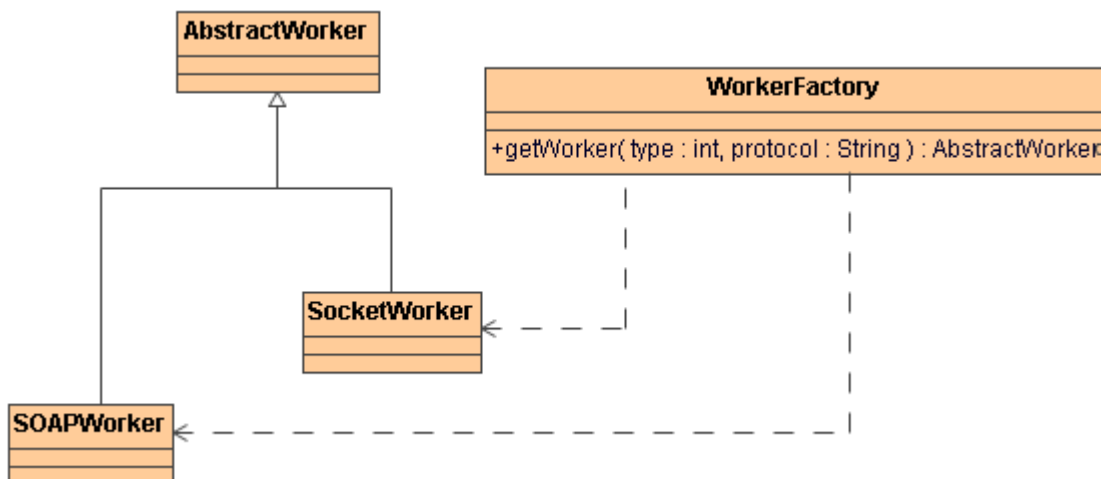 AbstractWorker
WorkerFactory
+getWorker( type : int, protocol : String ) : AbstractWorker
SocketWorker
SOAPWorker